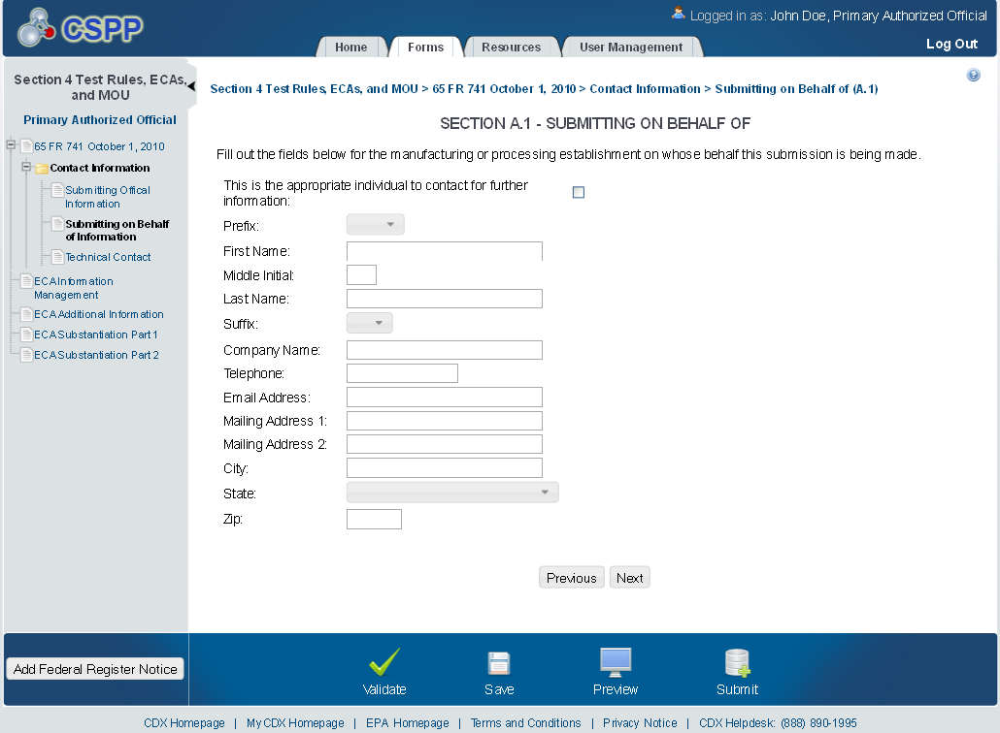 CSPP
Logged in as: John Doe, Primary Authorized Official
Home
Forms
Resources
User Management
Log Out
Section 4 Test Rules, ECAs,
and MOU
Primary Authorized Official
65 FR 741 October 1, 2010
Contact Information
Submitting Offical
Information
Submitting on Behalf
of Information
Technical Contact
ECA Information
Management
ECA Additional Information
ECA Substantiation Part 1
ECA Substantiation Part 2
Section 4 Test Rules, ECAs, and MOU > 65 FR 741 October 1, 2010 > Contact Information > Submitting on Behalf of (A.1)
SECTION A.1 - SUBMITTING ON BEHALF OF
Fill out the fields below for the manufacturing or processing establishment on whose behalf this submission is being made.
This is the appropriate individual to contact for further
information:
Prefix:
First Name:
Middle Initial:
Last Name:
Suffix:
Company Name:
Telephone:
Email Address:
Mailing Address 1:
Mailing Address 2:
City:
State:
Zip:
Previous
Next
Add Federal Register Notice
Validate
Save
Preview
Submit
CDX Homepage | My CDX Homepage | EPA Homepage | Terms and Conditions | Privacy Notice | CDX Helpdesk: (888) 890-1995